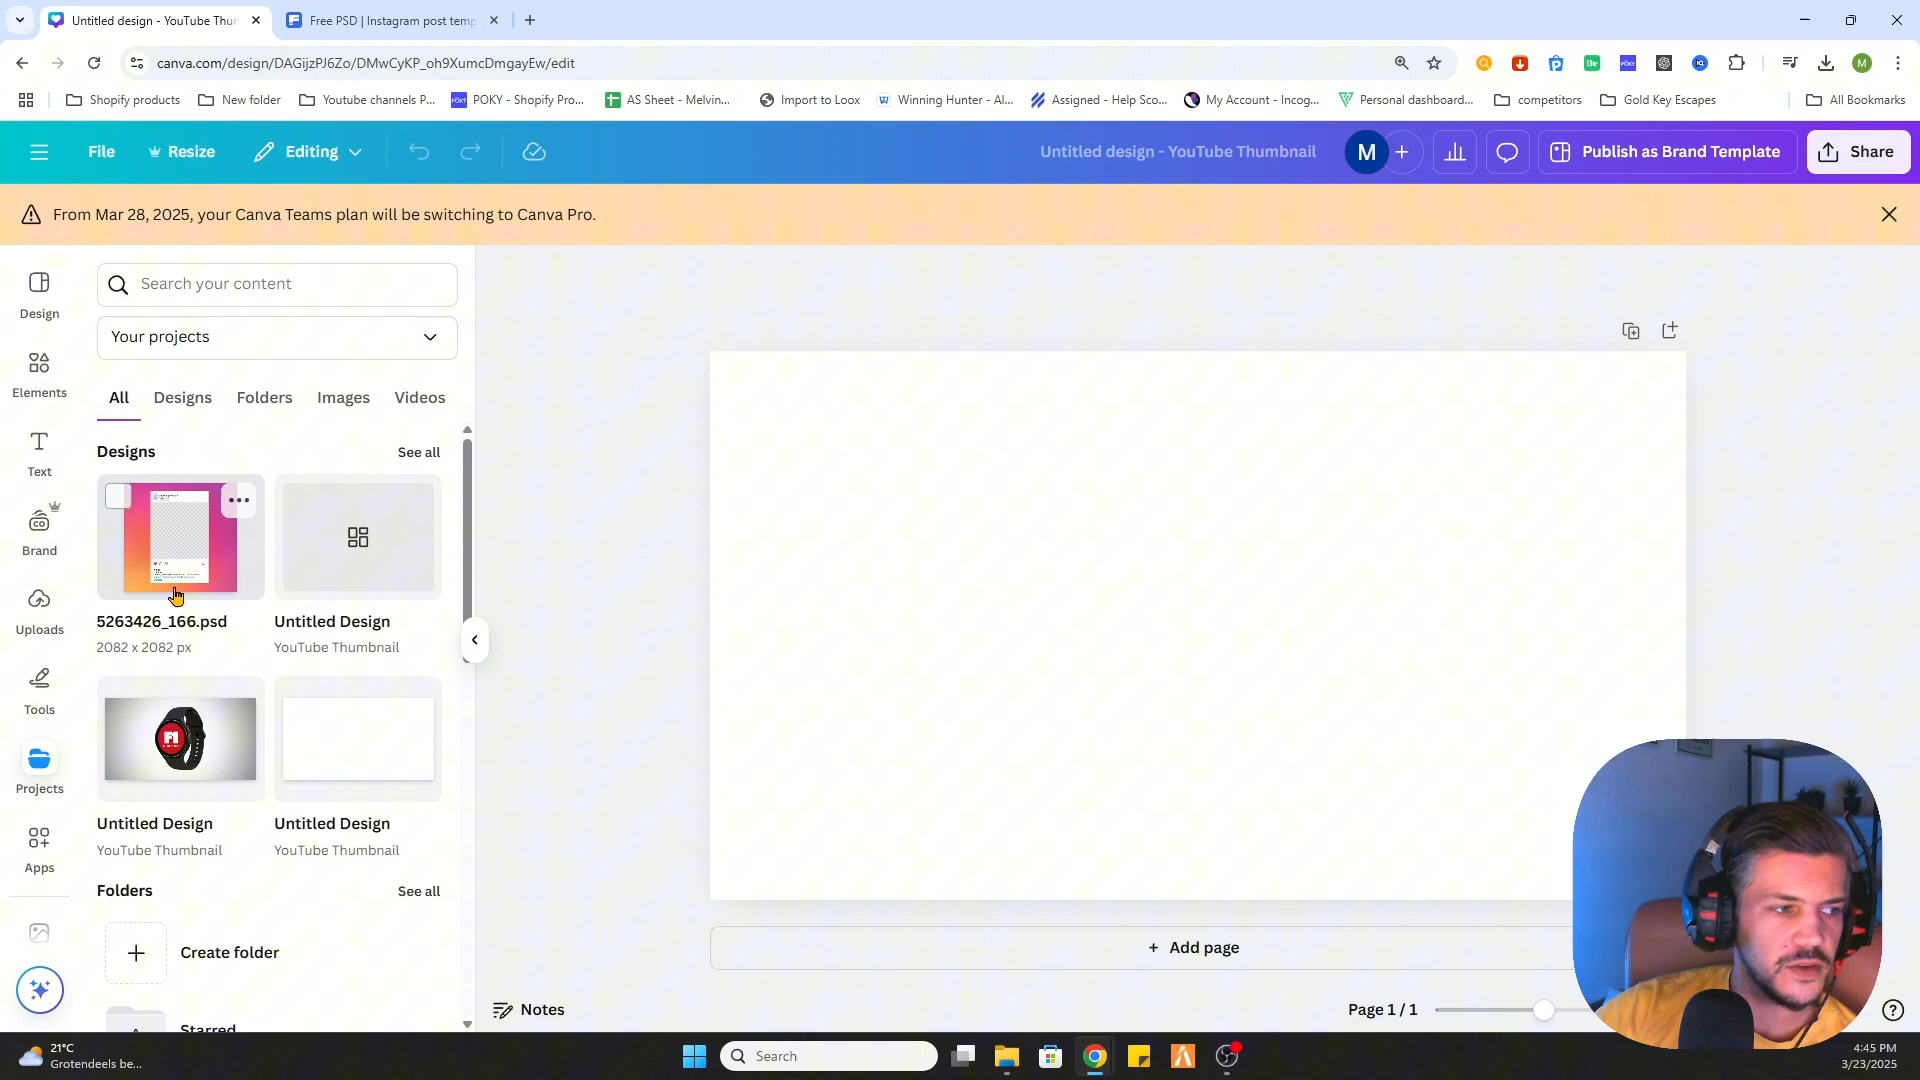 Untitled design - YouTube Thun
Free PSD | Instagram post temp
canva.com/design/DAGijzPJ6Zo/DMwCyKP_oh9XumcDmgayEw/edit
Shopify products
New folder
Youtube channels P...
POKY - Shopify Pro...
AS Sheet - Melvin...
Import to Loox
Winning Hunter - Al...
Assigned - Help Sco...
My Account - Incog...
Personal dashboard...
competitors
Gold Key Escapes
All Bookmarks
File
Resize
Editing
Untitled design - YouTube Thumbnail
M
Publish as Brand Template
Share
From Mar 28, 2025, your Canva Teams plan will be switching to Canva Pro.
Design
Elements
Text
Brand
Uploads
Tools
Projects
Apps
Search your content
Your projects
All
Designs
Folders
Images
Videos
Designs
See all
5263426_166.psd
2082 x 2082 px
Untitled Design
YouTube Thumbnail
Untitled Design
YouTube Thumbnail
Untitled Design
YouTube Thumbnail
Folders
See all
Create folder
Starred
Add page
Notes
Page 1 / 1
21°C
Grotendeels be...
Search
4:45 PM
3/23/2025